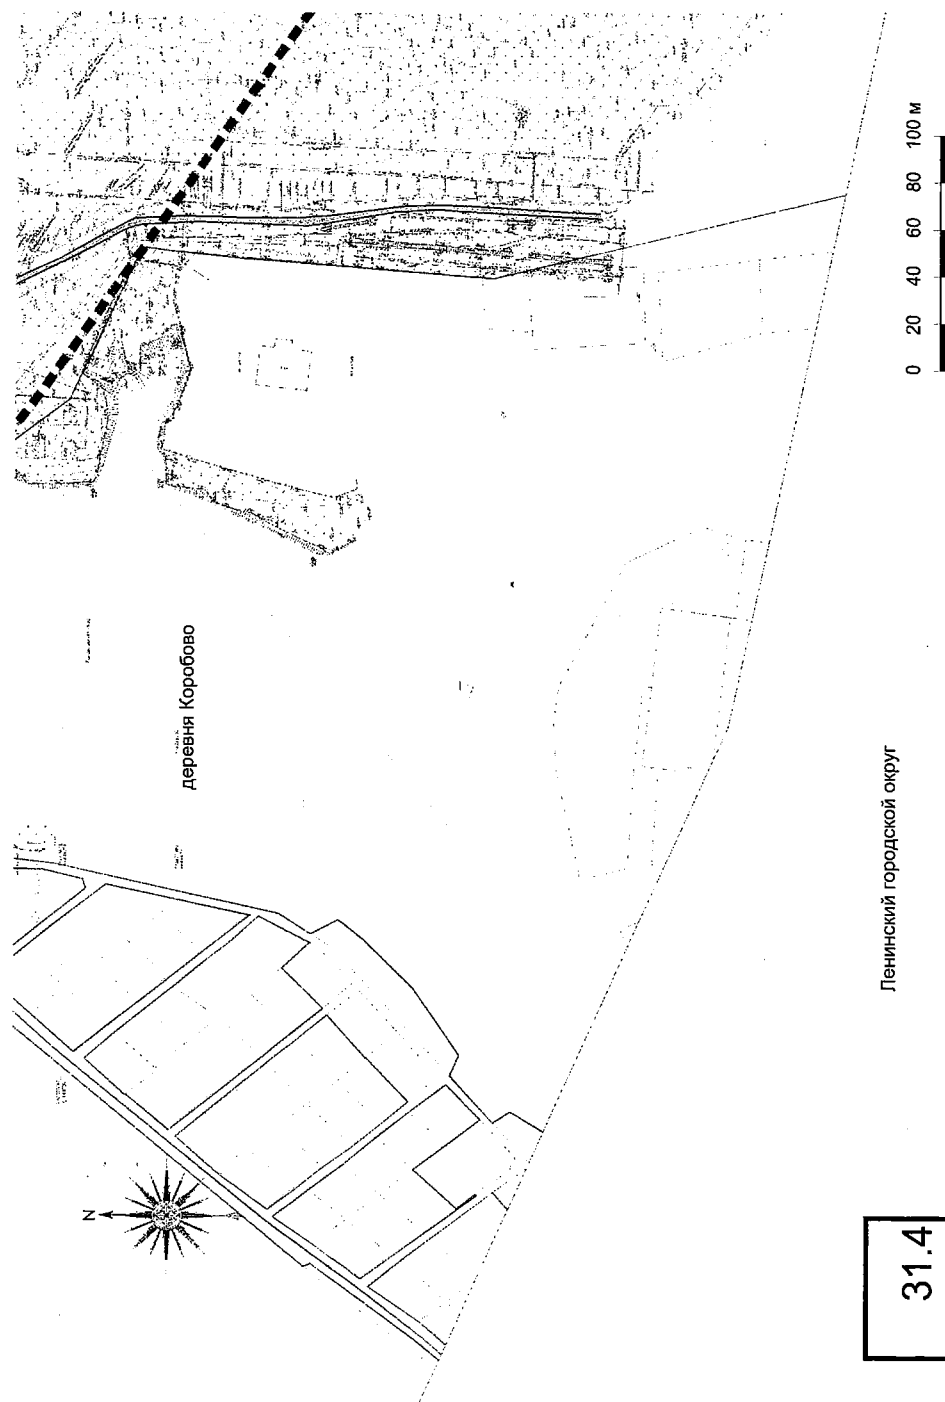 N
деревня Коробово
Ленинский городской округ
0 20 40 60 80 100 м
31.4